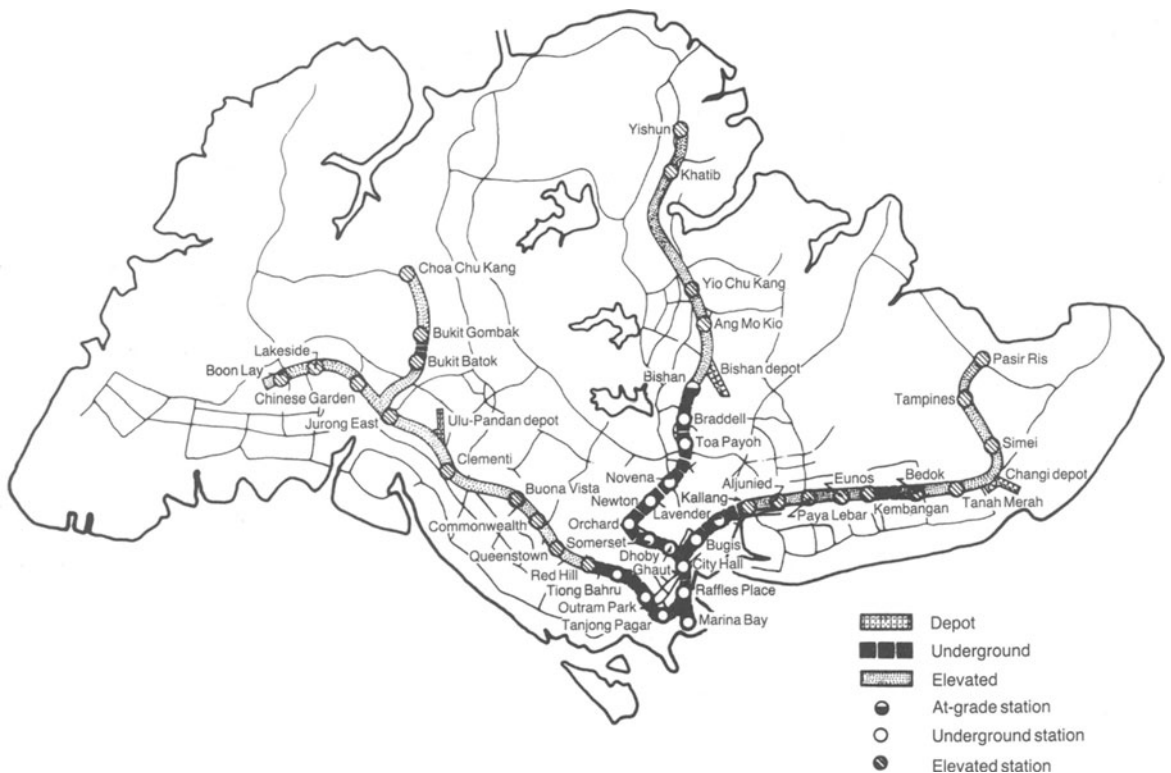 Yishun
Khatib
Choa Chu Kang
Yio Chu Kang
Ang Mo Kio
Bukit Gombak
Lakeside
Bukit Batok
Pasir Ris
Boon Lay
Bishan depot
Bishan
Chinese Garden
Tampines
Jurong East
Ulu-Pandan depot
Braddell
Toa Payoh
Simei
Clementi
Novena
Aljunied
Eunos
Bedok
Changi depot
Buona Vista
Newton
Kallang
Lavender
Paya Lebar
Kembangan
Tanah Merah
Commonwealth
Orchard
Somerset
Bugis
Queenstown
Dhoby
Ghaut
City Hall
Red Hill
Tiong Bahru
Raffles Place
Outram Park
Tanjong Pagar
Marina Bay
Depot
Underground
Elevated
At-grade station
Underground station
Elevated station